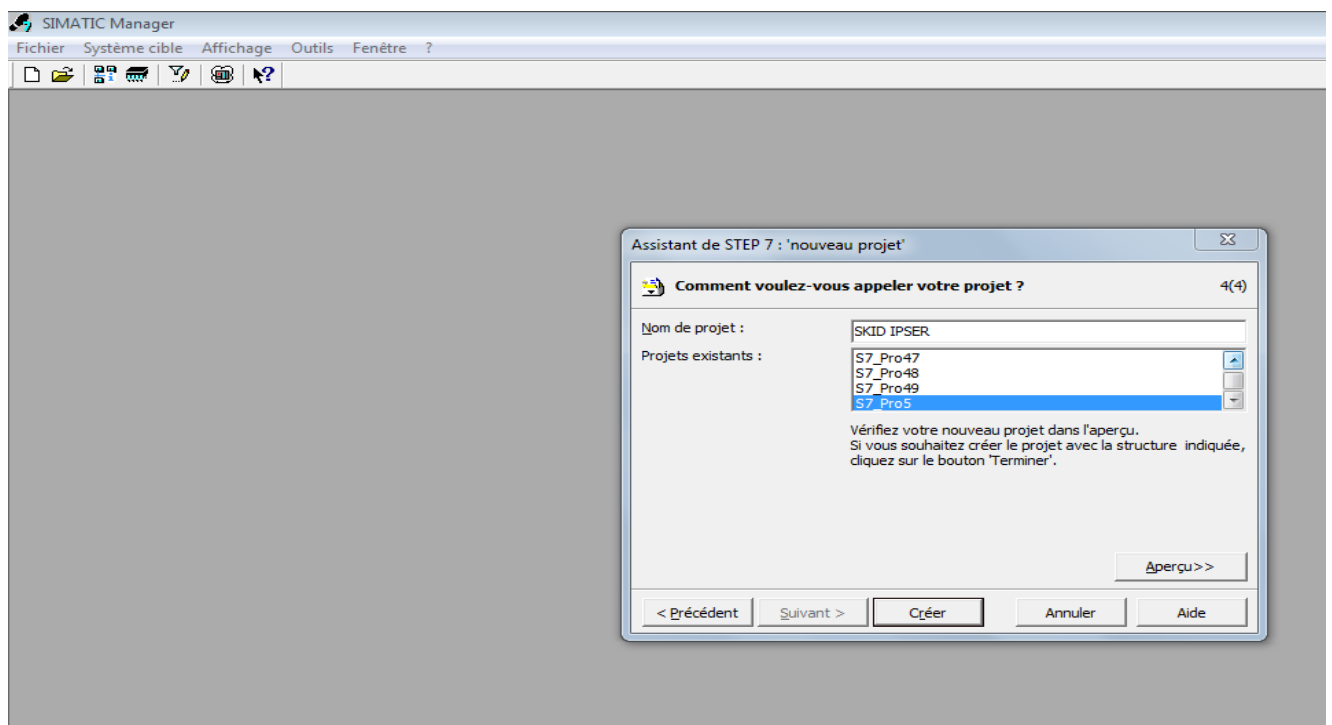 SIMATIC Manager
Fichier Système cible Affichage Outils Fenêtre ?
Assistant de STEP 7 : 'nouveau projet'
Comment voulez-vous appeler votre projet ? 4(4)
Nom de projet : SKID IPSER
Projets existants : S7_Pro47
S7_Pro48
S7_Pro49
S7_Pro5
Vérifiez votre nouveau projet dans l'aperçu.
Si vous souhaitez créer le projet avec la structure indiquée,
cliquez sur le bouton 'Terminer'.
Aperçu>>
< Précédent Suivant > Créer Annuler Aide